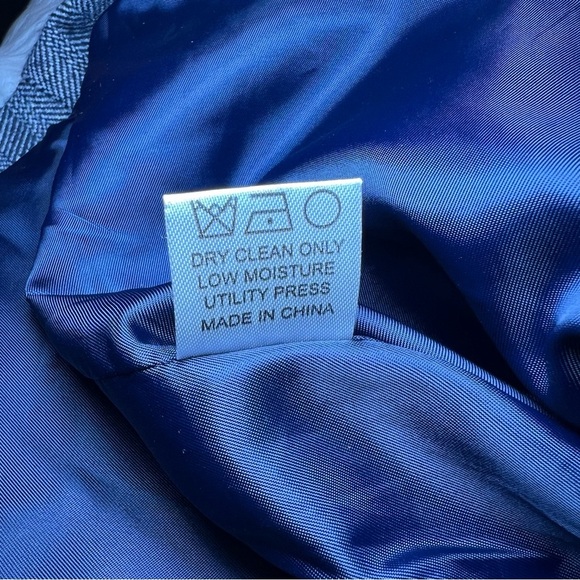 DRY CLEAN ONLY
LOW MOISTURE
UTILITY PRESS
MADE IN CHINA